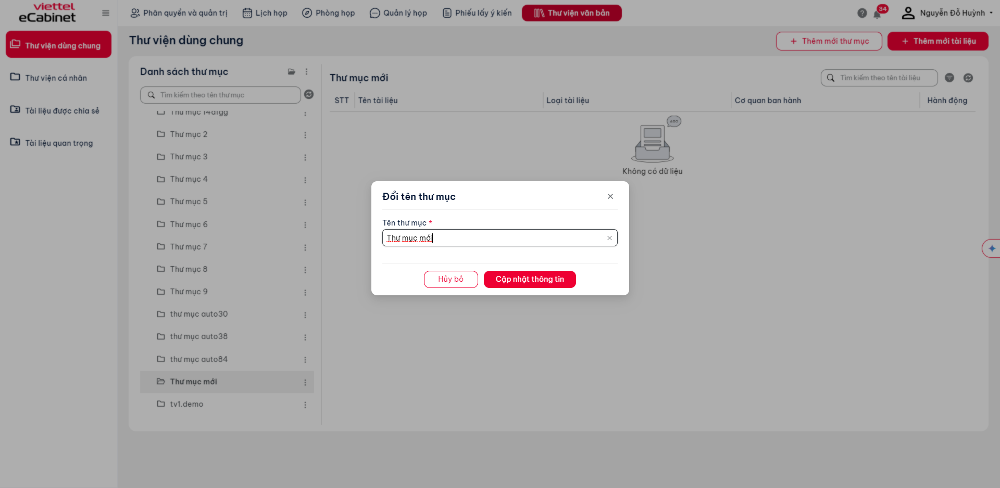 viettel
eCabinet
Phân quyền và quản trị
Lịch họp
Phòng họp
Quản lý họp
Phiếu lấy ý kiến
Thư viện văn bản
34
Nguyễn Đỗ Huỳnh
Thư viện dùng chung
Thư viện cá nhân
Tài liệu được chia sẻ
Tài liệu quan trọng
Thư viện dùng chung
Thêm mới thư mục
Thêm mới tài liệu
Danh sách thư mục
Tìm kiếm theo tên thư mục
Thư mục 14dfgg
Thư mục 2
Thư mục 3
Thư mục 4
Thư mục 5
Thư mục 6
Thư mục 7
Thư mục 8
Thư mục 9
thư mục auto30
thư mục auto38
thư mục auto84
Thư mục mới
tv1.demo
Thư mục mới
Tìm kiếm theo tên tài liệu
STT
Tên tài liệu
Loại tài liệu
Cơ quan ban hành
Hành động
Không có dữ liệu
Đổi tên thư mục
Tên thư mục *
Thư mục mới
Hủy bỏ
Cập nhật thông tin